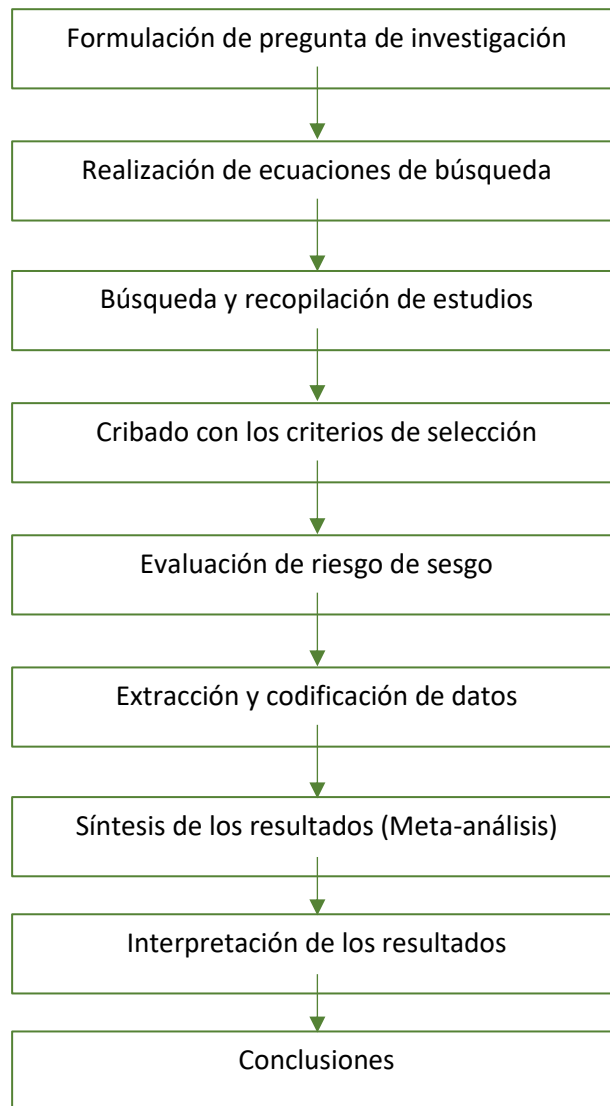 Formulación de pregunta de investigación
Realización de ecuaciones de búsqueda
Búsqueda y recopilación de estudios
Cribado con los criterios de selección
Evaluación de riesgo de sesgo
Extracción y codificación de datos
Síntesis de los resultados (Meta-análisis)
Interpretación de los resultados
Conclusiones